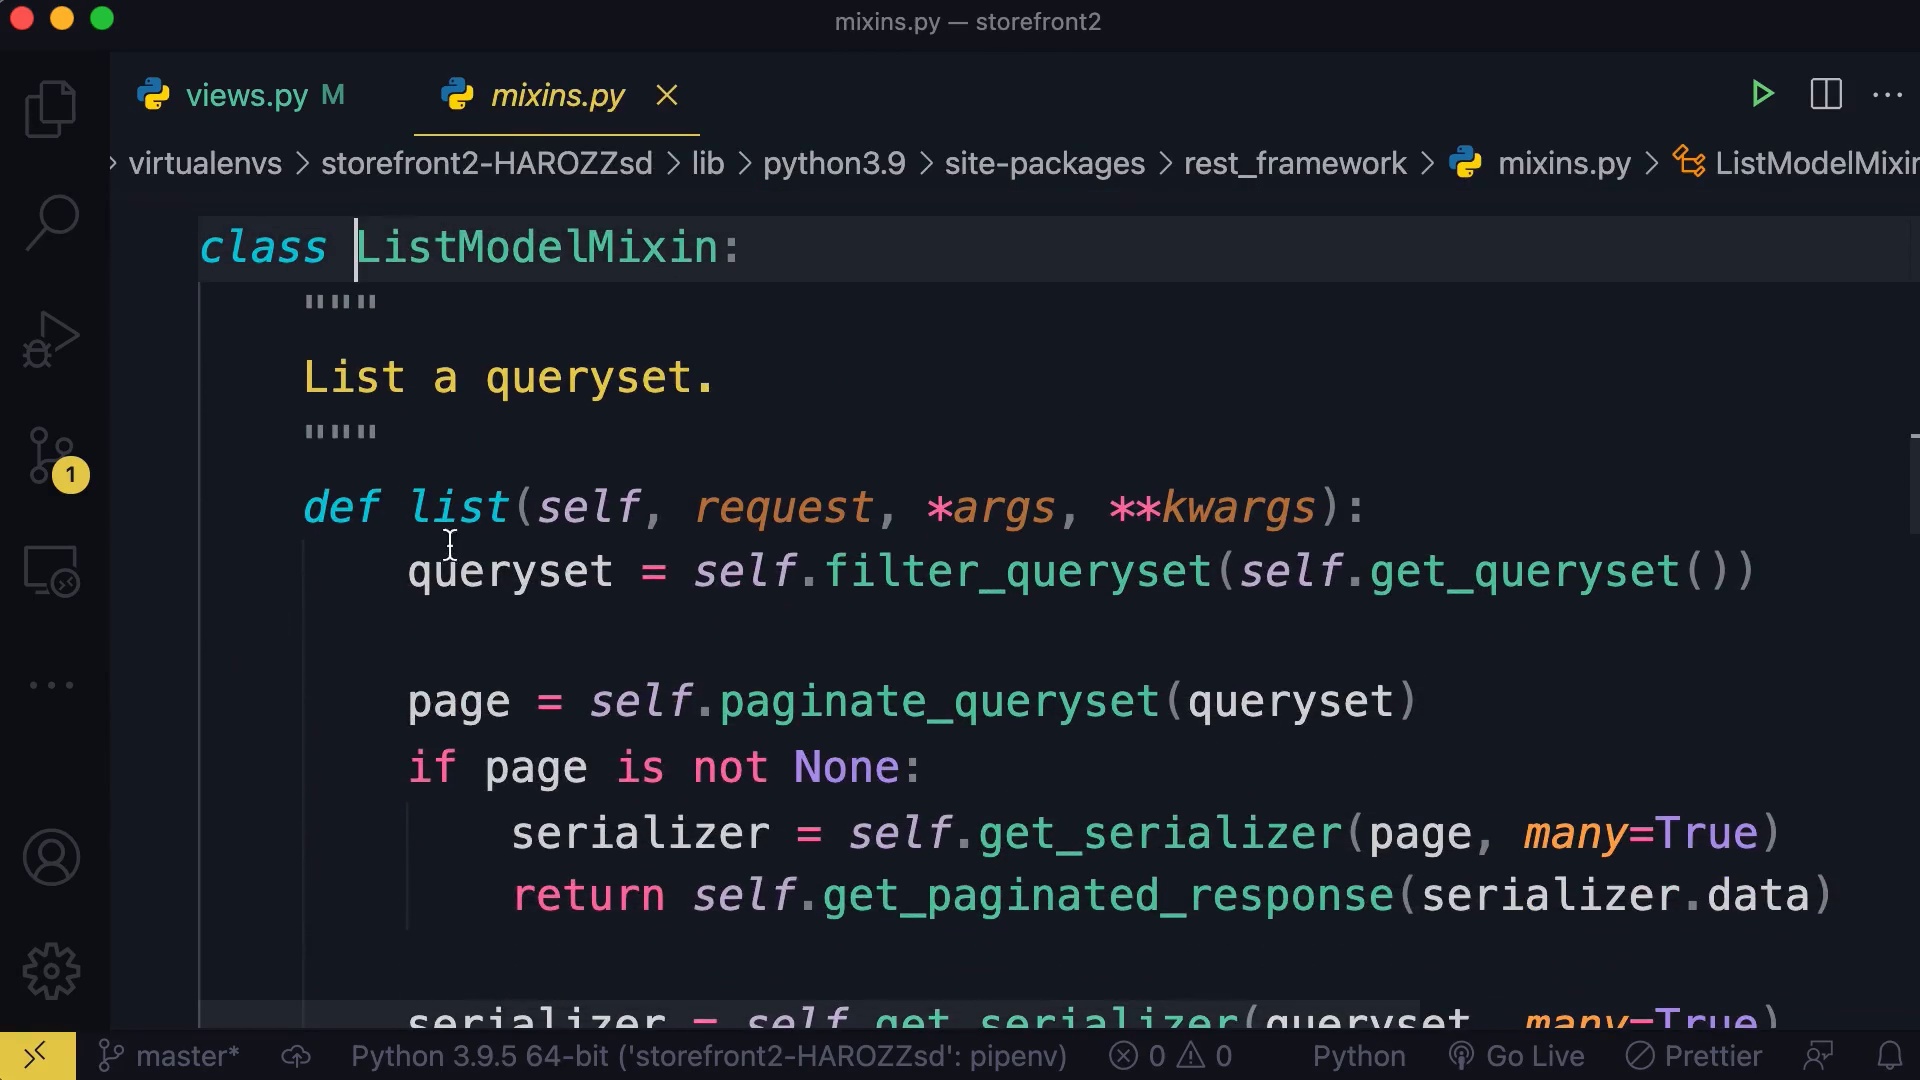 mixins.py — storefront2
views.py M
mixins.py
virtualenvs > storefront2-HAROZZsd > lib > python3.9 > site-packages > rest_framework > mixins.py > ListModelMixin
class ListModelMixin:
"""
List a queryset.
"""
def list(self, request, *args, **kwargs):
queryset = self.filter_queryset(self.get_queryset())
page = self.paginate_queryset(queryset)
if page is not None:
serializer = self.get_serializer(page, many=True)
return self.get_paginated_response(serializer.data)
serializer = self.get_serializer(queryset, many=True)
1
master* Python 3.9.5 64-bit ('storefront2-HAROZZsd': pipenv) 0 0 Python Go Live Prettier